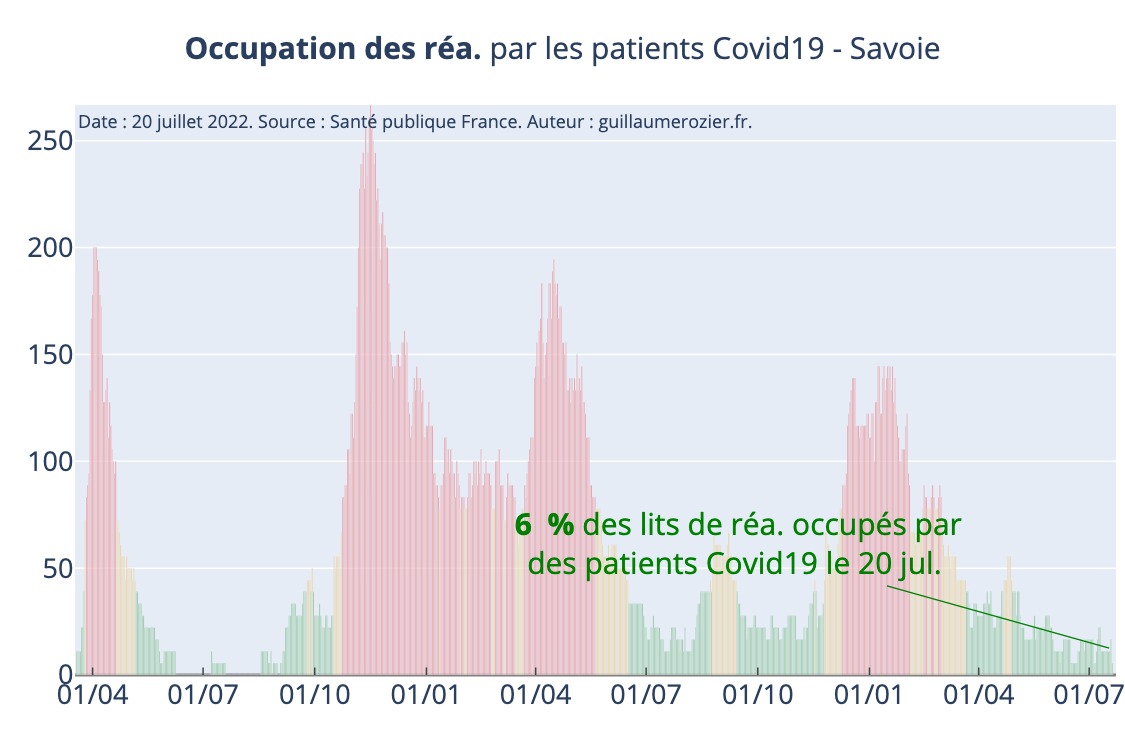 Occupation des réa. par les patients Covid19 - Savoie
Date : 20 juillet 2022. Source : Santé publique France. Auteur : guillaumerozier.fr.
250
200
150
100
6 % des lits de réa. occupés par
des patients Covid19 le 20 jul.
50
0
01/04 01/07 01/10 01/01 01/04 01/07 01/10 01/01 01/04 01/07